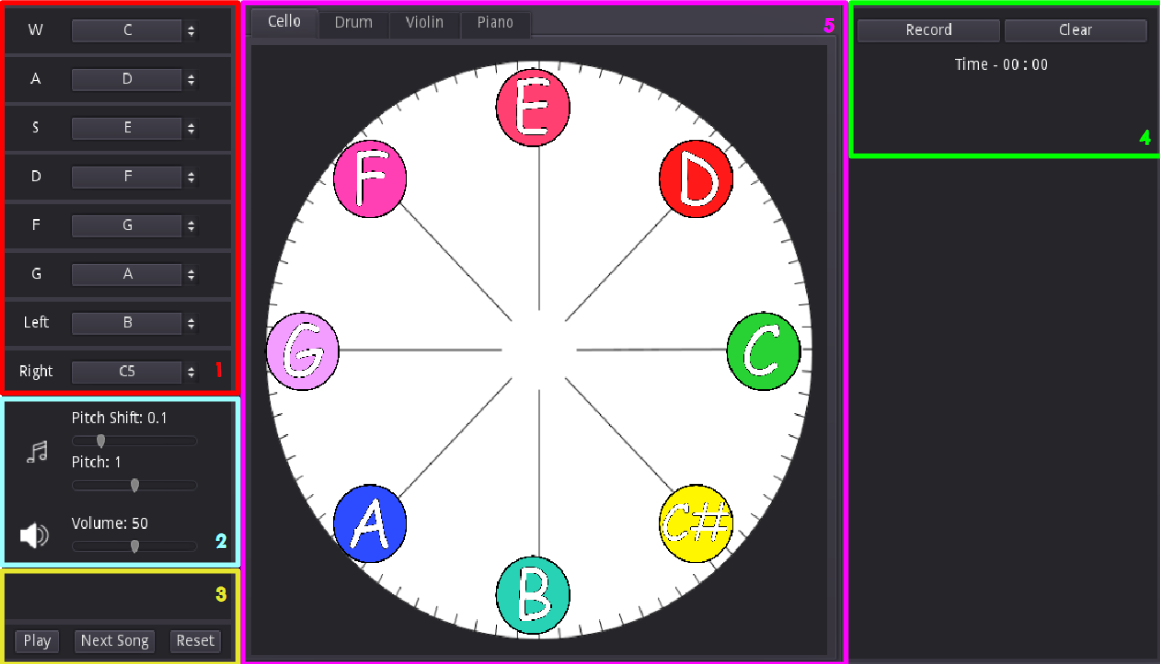 W C
A D
S E
D F
F G
G A
Left B
Right C5
1
Pitch Shift: 0.1
Pitch: 1
Volume: 50
2
3
Play Next Song Reset
Cello Drum Violin Piano
5
E
F D
G C
A C#
B
Record Clear
Time - 00 : 00
4